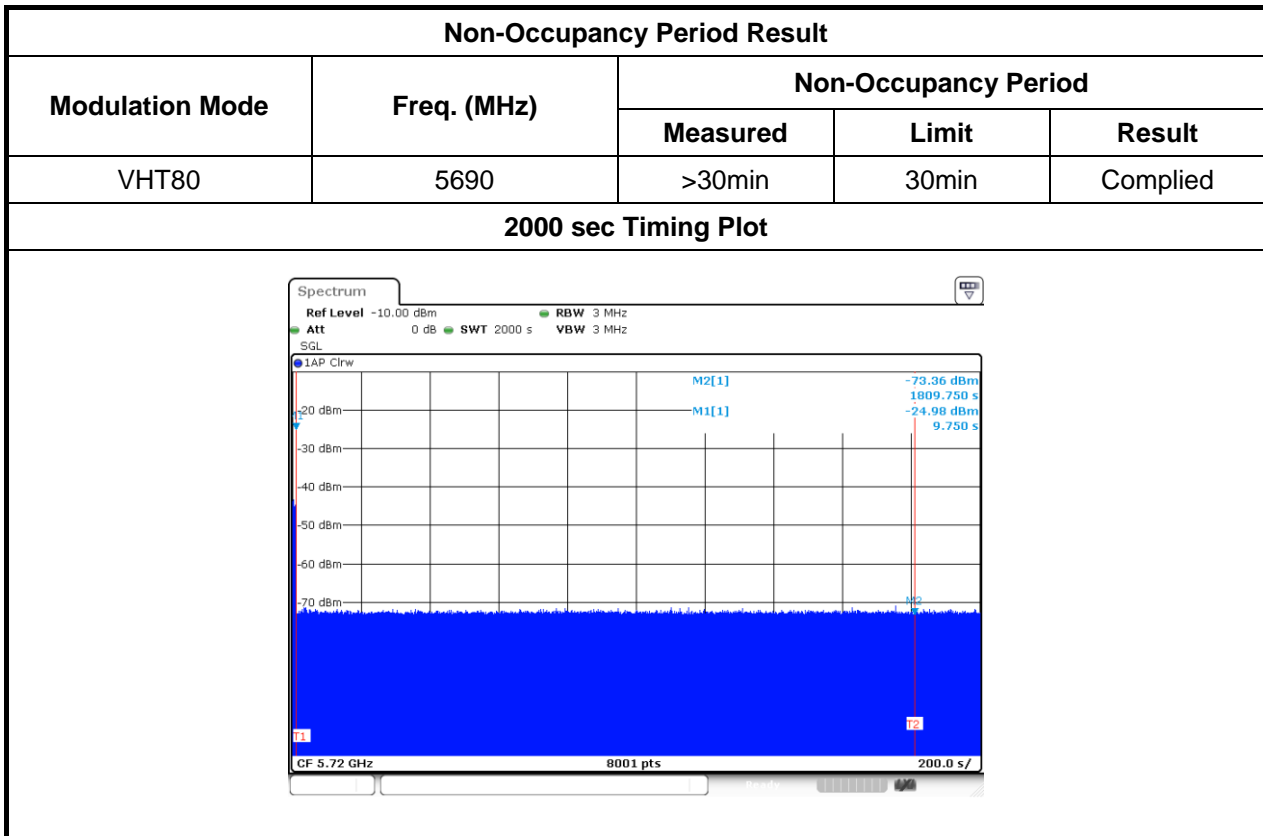 Non-Occupancy Period Result
Modulation Mode
Freq. (MHz)
Non-Occupancy Period
Measured
Limit
Result
VHT80
5690
>30min
30min
Complied
2000 sec Timing Plot
Spectrum
Ref Level -10.00 dBm RBW 3 MHz
Att 0 dB SWT 2000 s VBW 3 MHz
SGL
1AP Clrw
M2[1] -73.36 dBm
1809.750 s
M1[1] -24.98 dBm
9.750 s
-20 dBm
-30 dBm
-40 dBm
-50 dBm
-60 dBm
-70 dBm
M2
T1
T2
CF 5.72 GHz 8001 pts 200.0 s/
Ready